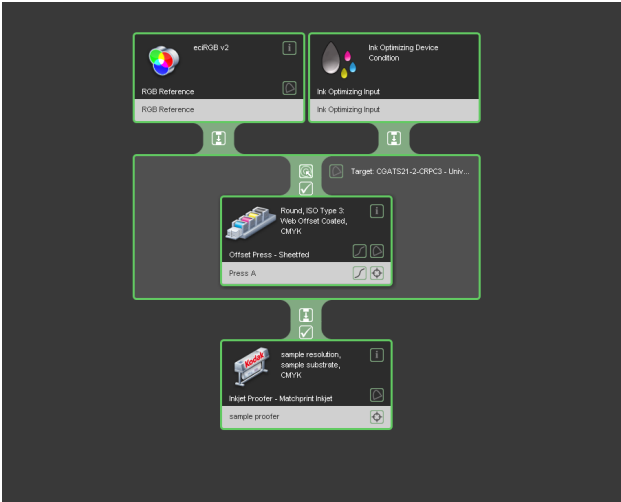 eciRGB v2
RGB Reference
RGB Reference
Ink Optimizing Device
Condition
Ink Optimizing Input
Ink Optimizing Input
Target: CGATS21-2-CRPC3 - Univ...
Round, ISO Type 3:
Web Offset Coated,
CMYK
Offset Press - Sheetfed
Press A
Kodak
sample resolution,
sample substrate,
CMYK
Inkjet Proofer - Matchprint Inkjet
sample proofer